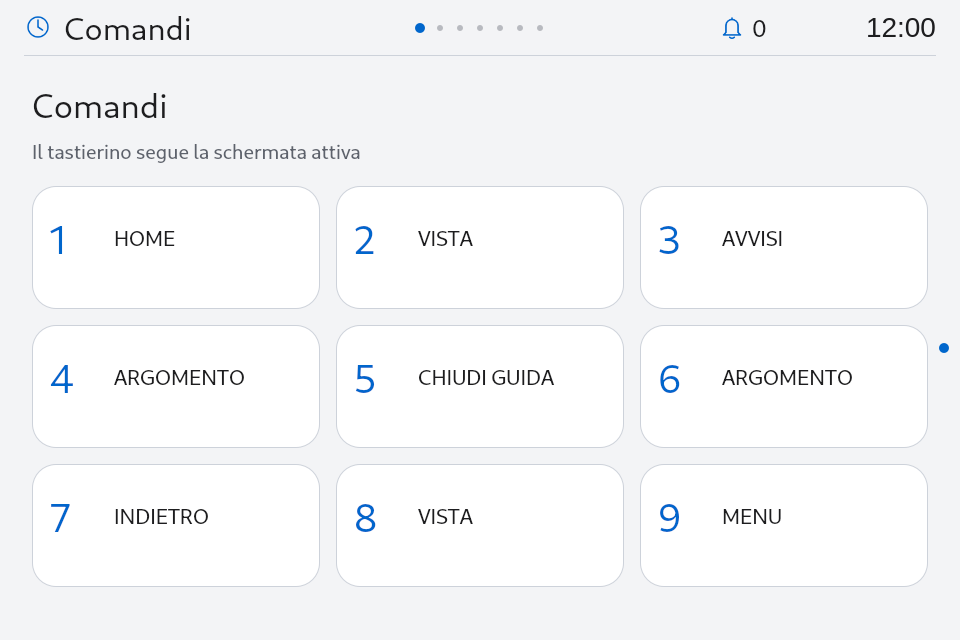 Comandi
0
12:00
Comandi
Il tastierino segue la schermata attiva
1 HOME
2 VISTA
3 AVVISI
4 ARGOMENTO
5 CHIUDI GUIDA
6 ARGOMENTO
7 INDIETRO
8 VISTA
9 MENU